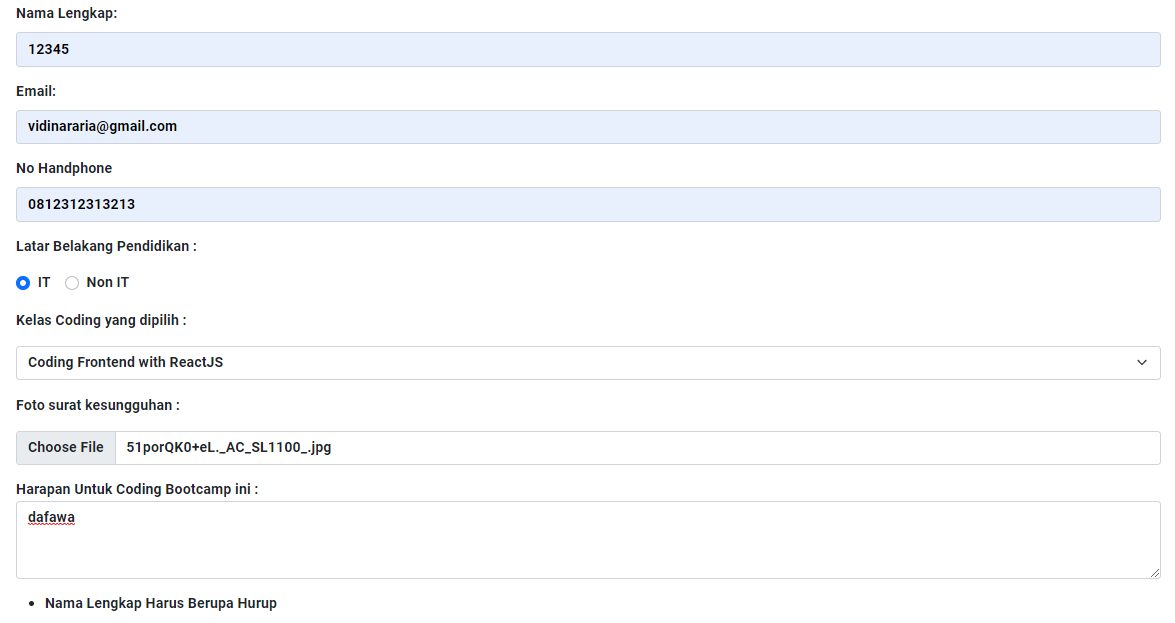 Nama Lengkap:
12345
Email:
vidinararia@gmail.com
No Handphone
0812312313213
Latar Belakang Pendidikan :
IT Non IT
Kelas Coding yang dipilih :
Coding Frontend with ReactJS
Foto surat kesungguhan :
Choose File 51porQK0+eL._AC_SL1100_.jpg
Harapan Untuk Coding Bootcamp ini :
dafawa
• Nama Lengkap Harus Berupa Hurup